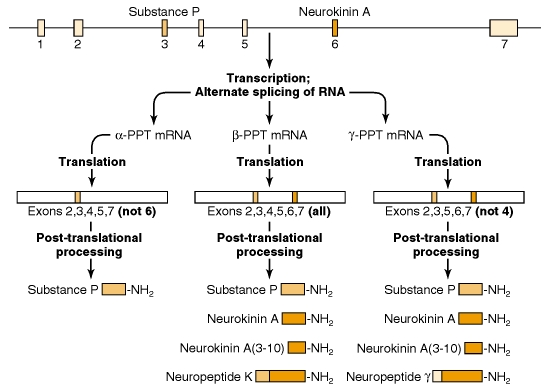 Substance P Neurokinin A
1 2 3 4 5 6 7
Transcription;
Alternate splicing of RNA
α-PPT mRNA β-PPT mRNA γ-PPT mRNA
Translation Translation Translation
Exons 2,3,4,5,7 (not 6) Exons 2,3,4,5,6,7 (all) Exons 2,3,5,6,7 (not 4)
Post-translational Post-translational Post-translational
processing processing processing
Substance P -NH₂ Substance P -NH₂ Substance P -NH₂
Neurokinin A -NH₂ Neurokinin A -NH₂
Neurokinin A(3-10) -NH₂ Neurokinin A(3-10) -NH₂
Neuropeptide K -NH₂ Neuropeptide γ -NH₂